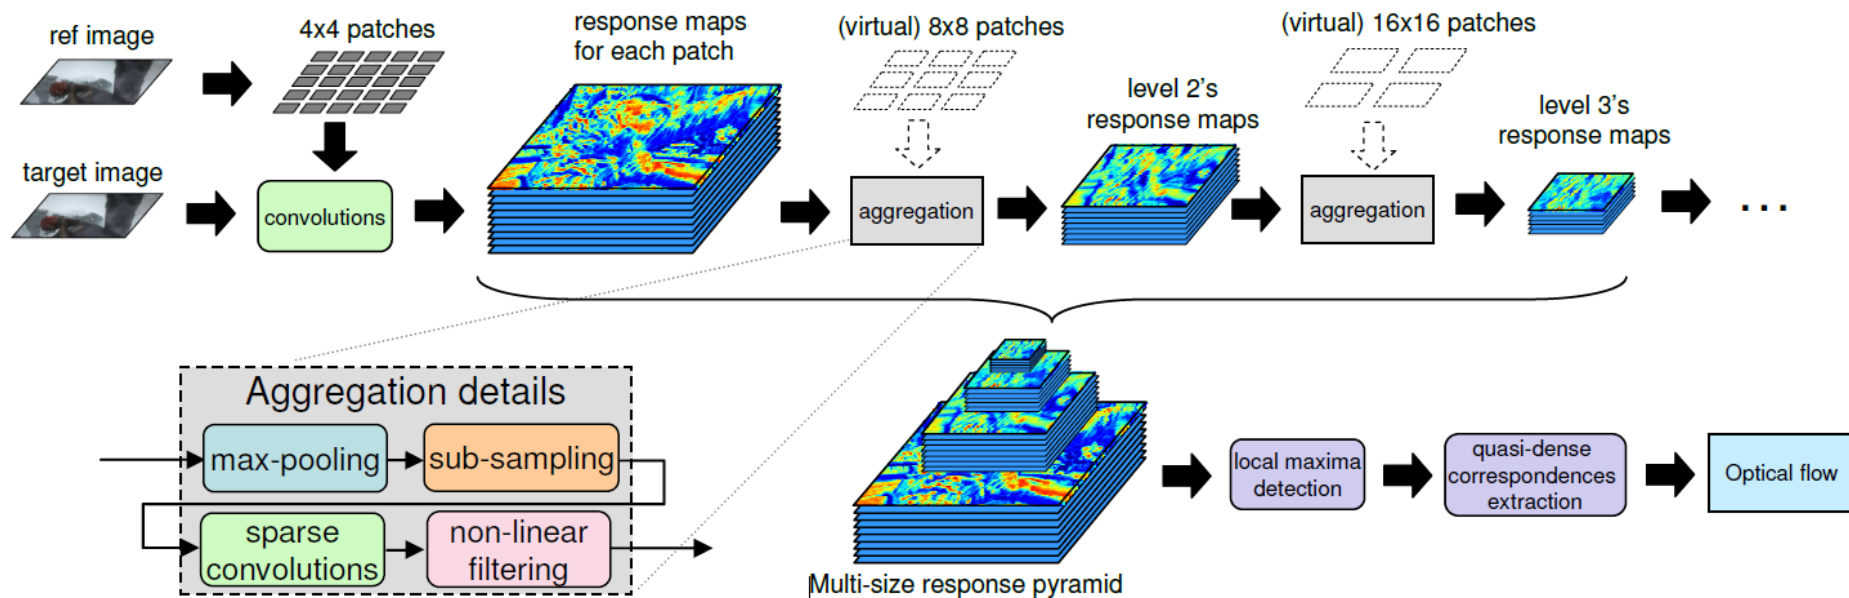 ref image
4x4 patches
response maps
for each patch
(virtual) 8x8 patches
level 2's
response maps
(virtual) 16x16 patches
level 3's
response maps
target image
convolutions
aggregation
aggregation
...
Aggregation details
max-pooling
sub-sampling
sparse
convolutions
non-linear
filtering
Multi-size response pyramid
local maxima
detection
quasi-dense
correspondences
extraction
Optical flow